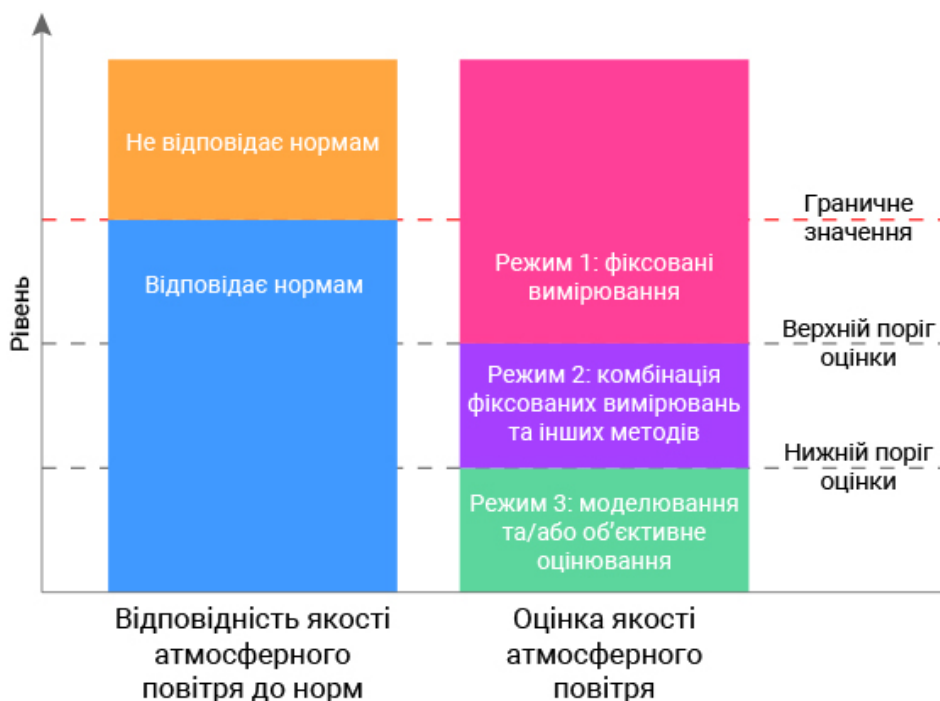 Рівень
Не відповідає нормам
Відповідає нормам
Режим 1: фіксовані
вимірювання
Режим 2: комбінація
фіксованих вимірювань
та інших методів
Режим 3: моделювання
та/або об’єктивне
оцінювання
Граничне
значення
Верхній поріг
оцінки
Нижній поріг
оцінки
Відповідність якості
атмосферного
повітря до норм
Оцінка якості
атмосферного
повітря